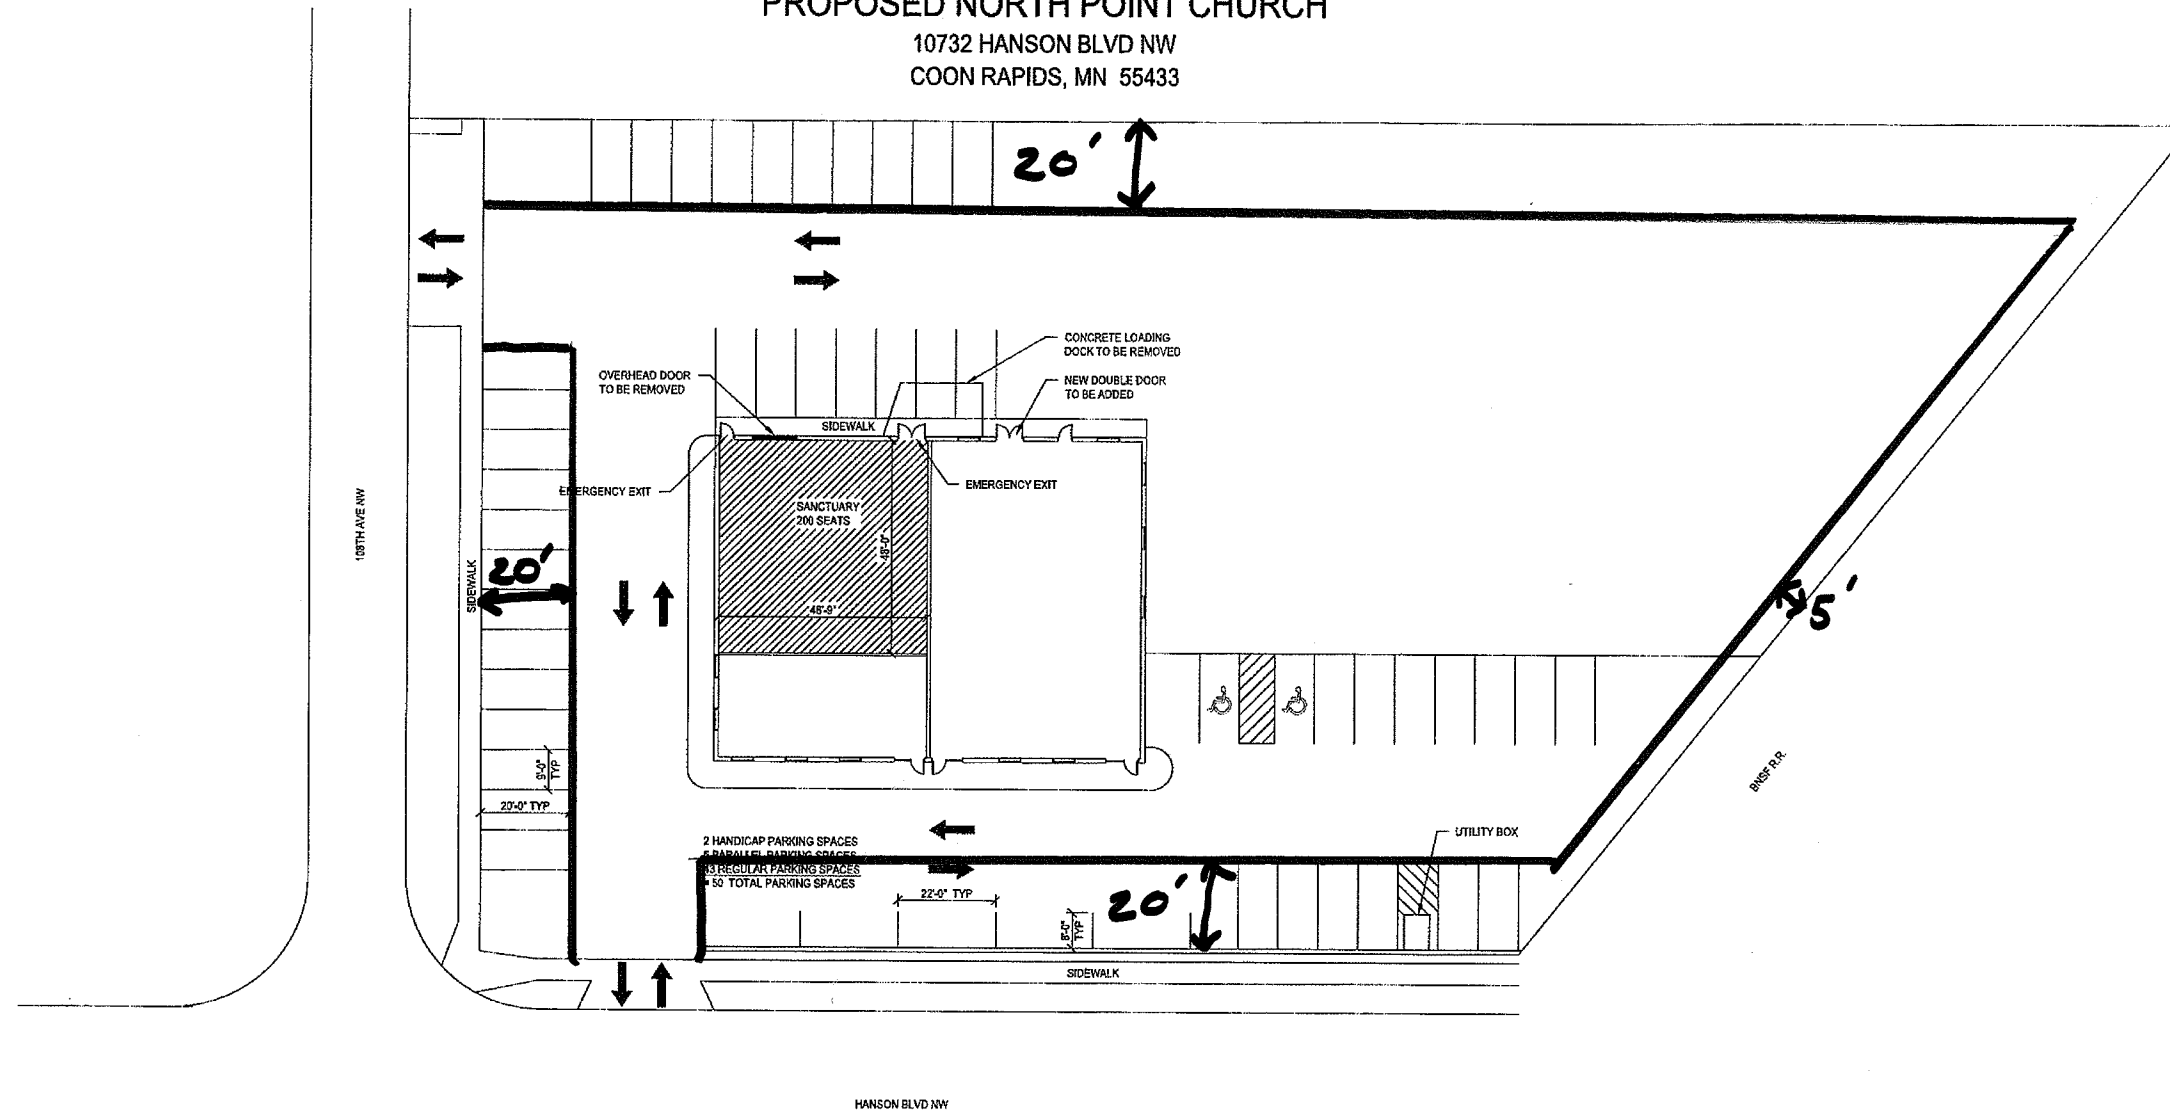 PROPOSED NORTH POINT CHURCH
10732 HANSON BLVD NW
COON RAPIDS, MN 55433
20'
CONCRETE LOADING
DOCK TO BE REMOVED
OVERHEAD DOOR
TO BE REMOVED
NEW DOUBLE DOOR
TO BE ADDED
SIDEWALK
EMERGENCY EXIT
EMERGENCY EXIT
SANCTUARY
200 SEATS
48'-0"
46'-9"
108TH AVE NW
SIDEWALK
20'
5'
9'-0"
TYP
20'-0" TYP
BNSF R.R.
UTILITY BOX
2 HANDICAP PARKING SPACES
5 PARALLEL PARKING SPACES
43 REGULAR PARKING SPACES
= 50 TOTAL PARKING SPACES
22'-0" TYP
8'-0"
TYP
20'
SIDEWALK
HANSON BLVD NW